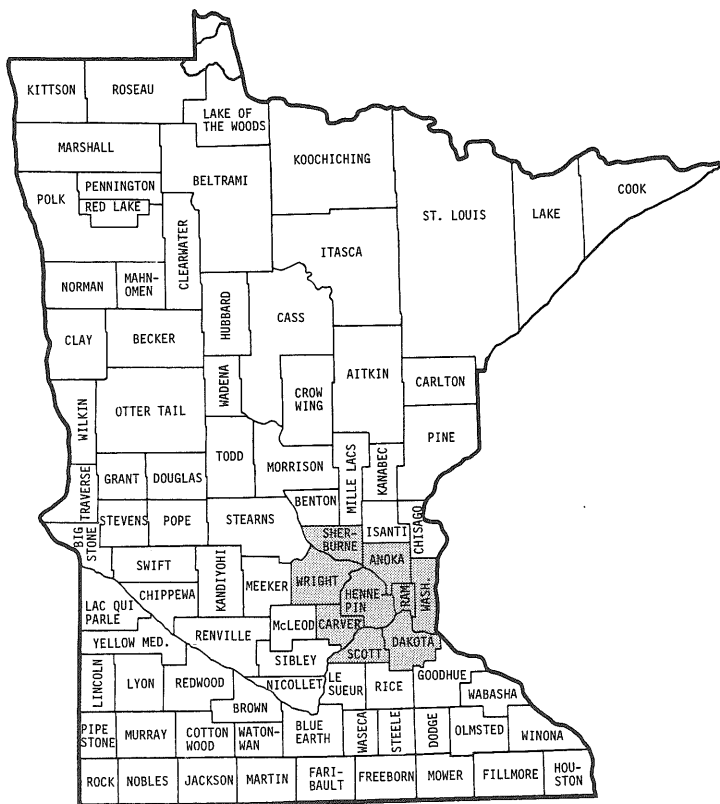 KITTSON
ROSEAU
LAKE OF
THE WOODS
MARSHALL
KOOCHICHING
BELTRAMI
PENNINGTON
POLK
RED LAKE
ST. LOUIS
LAKE
COOK
CLEARWATER
ITASCA
NORMAN
MAHN-
OMEN
HUBBARD
CASS
CLAY
BECKER
WADENA
AITKIN
CROW
WING
CARLTON
WILKIN
OTTER TAIL
TODD
PINE
MORRISON
MILLE LACS
KANABEC
TRAVERSE
GRANT
DOUGLAS
BENTON
STEVENS
POPE
STEARNS
ISANTI
CHISAGO
BIG
STONE
SHER-
BURNE
ANOKA
SWIFT
KANDIYOHI
MEEKER
WRIGHT
HENNE-
PIN
RAM.
WASH.
LAC QUI
PARLE
CHIPPEWA
McLEOD
CARVER
RENVILLE
YELLOW MED.
DAKOTA
SCOTT
SIBLEY
LINCOLN
LYON
REDWOOD
NICOLLET
LE
SUEUR
RICE
GOODHUE
WABASHA
BROWN
PIPE
STONE
MURRAY
COTTON
WOOD
WATON-
WAN
BLUE
EARTH
WASECA
STEELE
DODGE
OLMSTED
WINONA
ROCK
NOBLES
JACKSON
MARTIN
FARI-
BAULT
FREEBORN
MOWER
FILLMORE
HOU-
STON